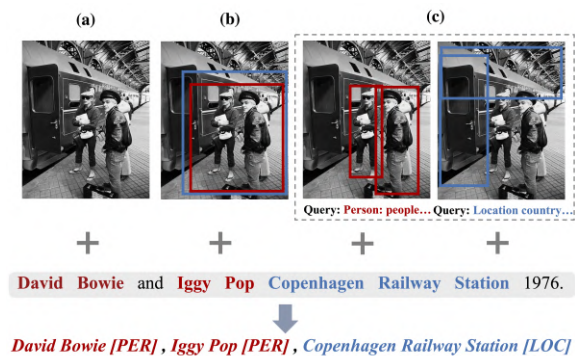 (a) (b) (c)
Query: Person: people... Query: Location country...
+ + + +
David Bowie and Iggy Pop Copenhagen Railway Station 1976.
David Bowie [PER] , Iggy Pop [PER] , Copenhagen Railway Station [LOC]